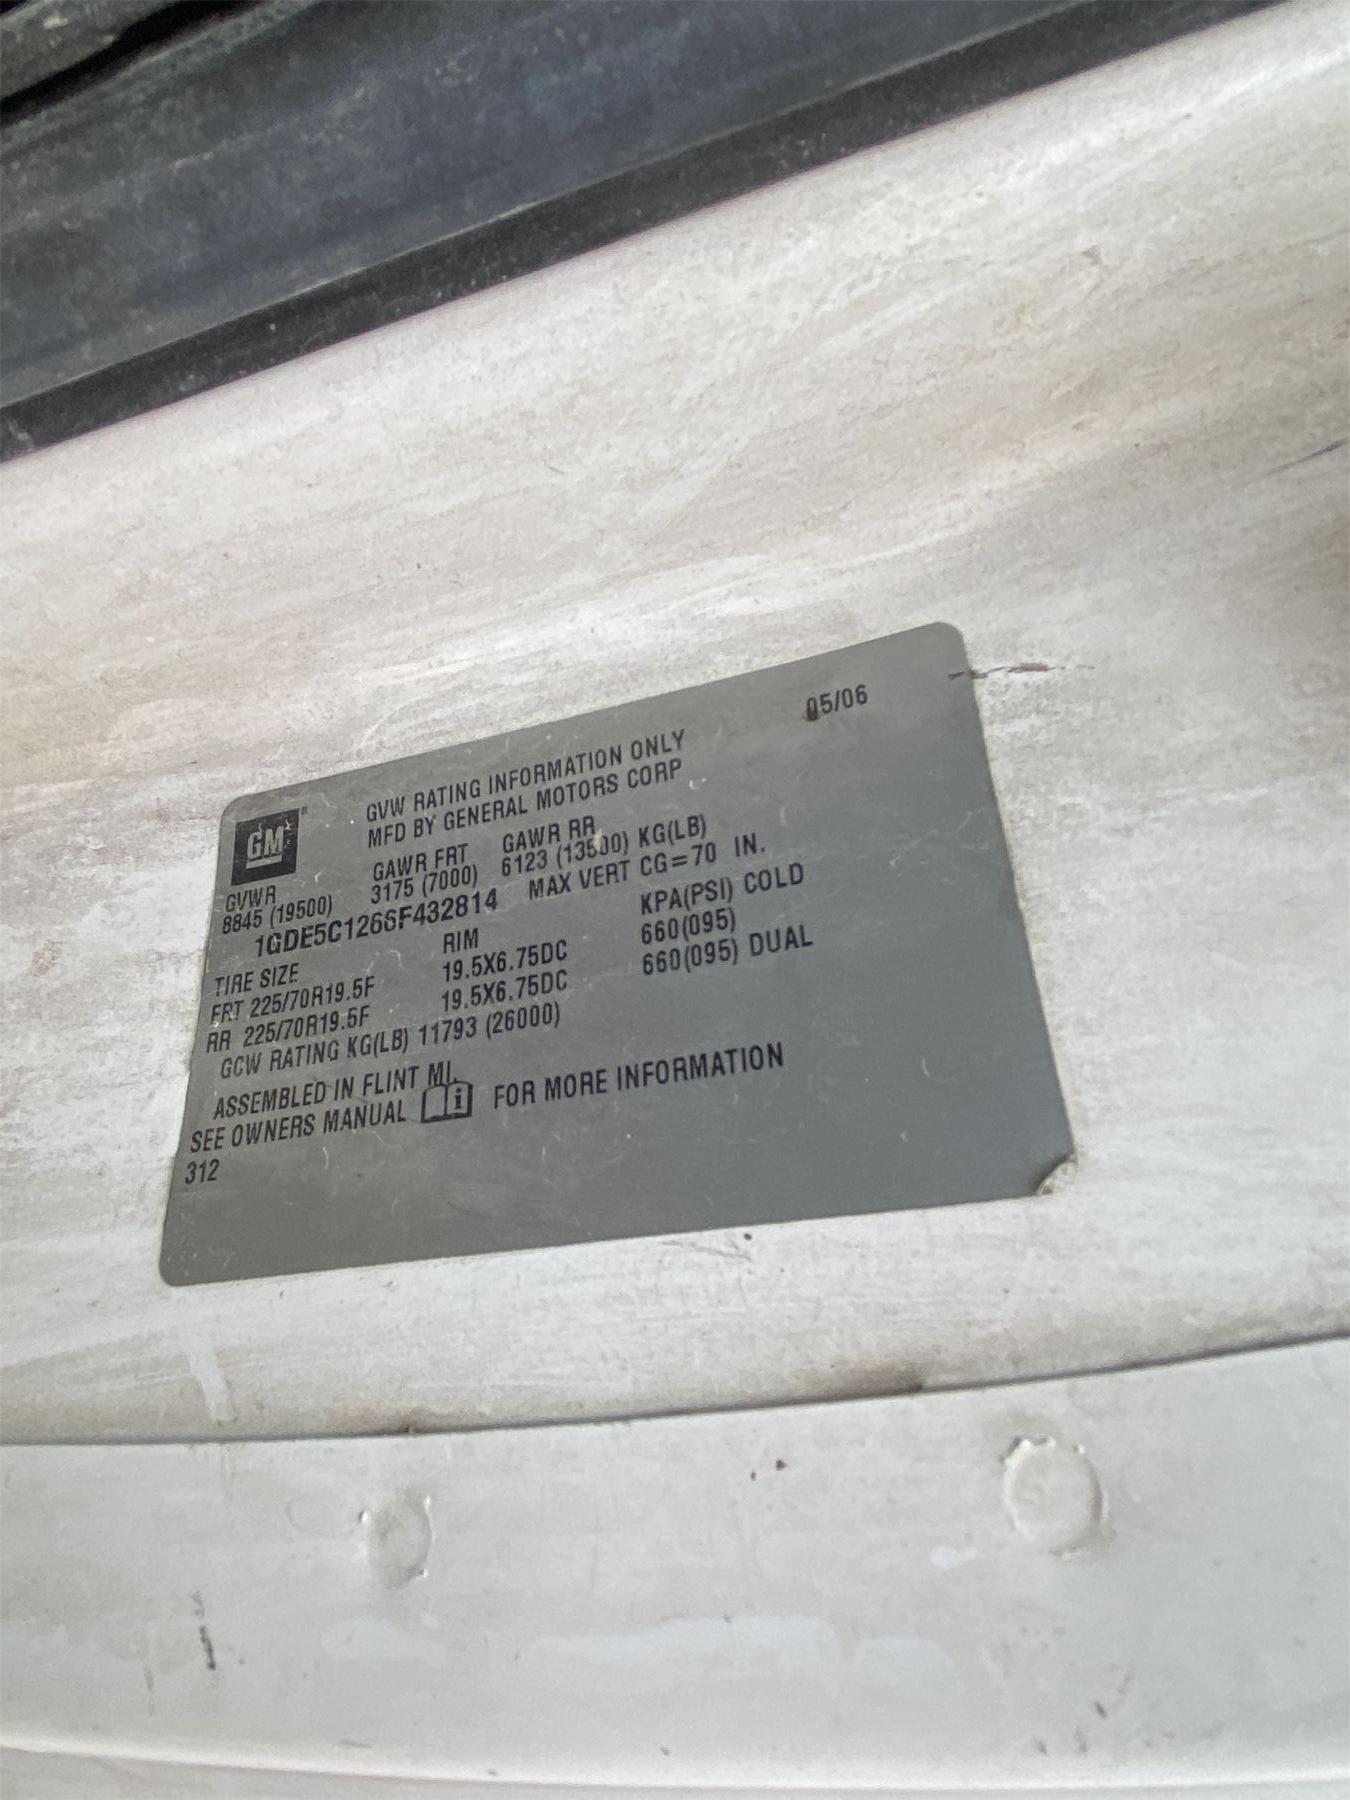 05/06
GM ®
GVW RATING INFORMATION ONLY
MFD BY GENERAL MOTORS CORP
GVWR GAWR FRT GAWR RR
8845 (19500) 3175 (7000) 6123 (13500) KG(LB)
1GDE5C1266F432814 MAX VERT CG=70 IN.
TIRE SIZE RIM KPA(PSI) COLD
FRT 225/70R19.5F 19.5X6.75DC 660(095)
RR 225/70R19.5F 19.5X6.75DC 660(095) DUAL
GCW RATING KG(LB) 11793 (26000)
ASSEMBLED IN FLINT MI.
SEE OWNERS MANUAL i FOR MORE INFORMATION
312